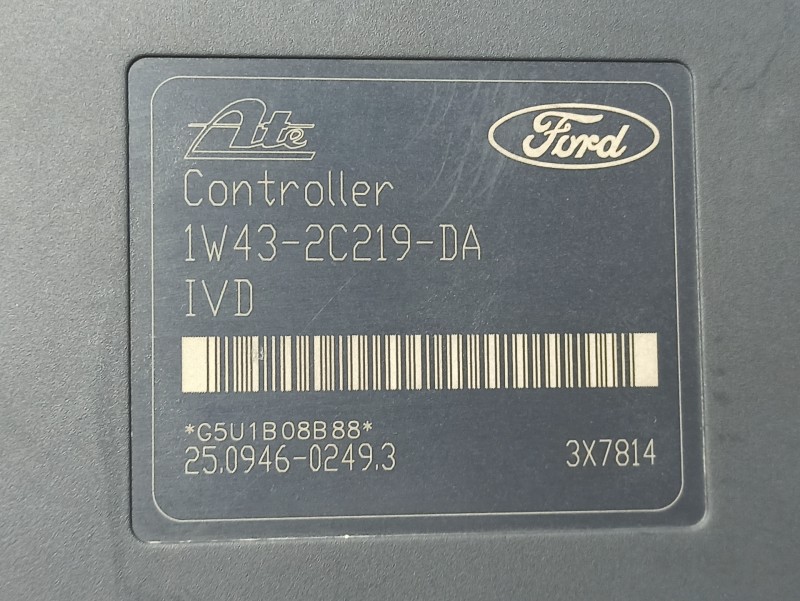 Ate Ford
Controller
1W43-2C219-DA
IVD
*G5U1B08B88*
25.0946-0249.3 3X7814